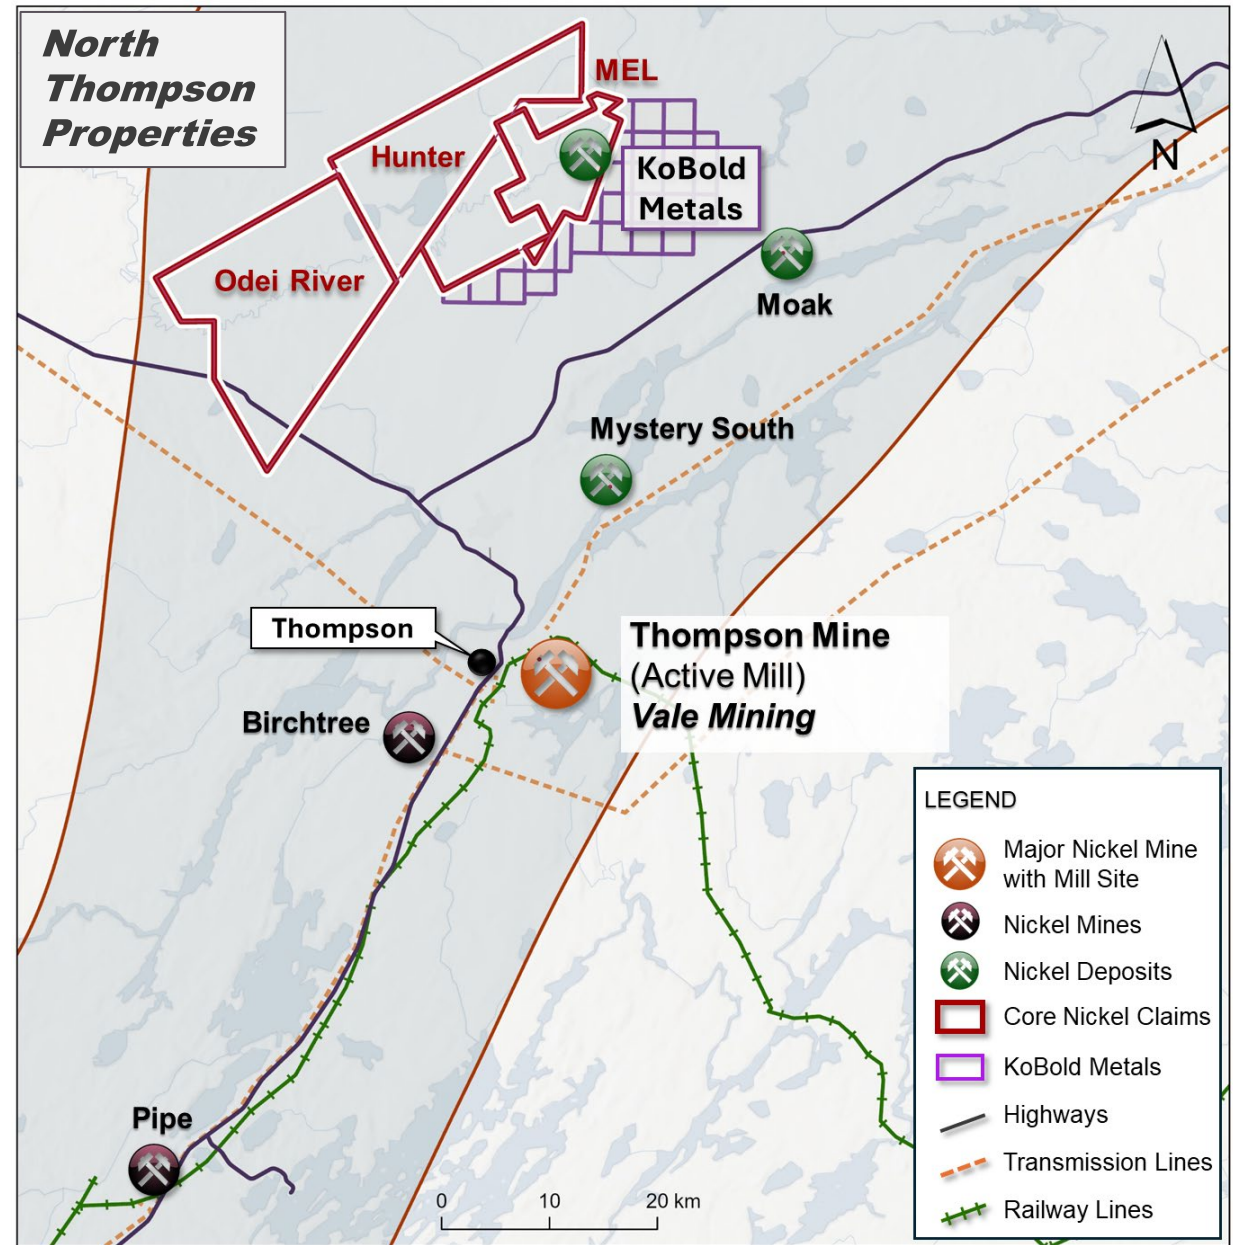 North
Thompson
Properties
MEL
Hunter
KoBold
Metals
N
Odei River
Moak
Mystery South
Thompson
Thompson Mine
(Active Mill)
Vale Mining
Birchtree
LEGEND
Major Nickel Mine
with Mill Site
Nickel Mines
Nickel Deposits
Core Nickel Claims
KoBold Metals
Highways
Transmission Lines
Railway Lines
Pipe
0 10 20 km